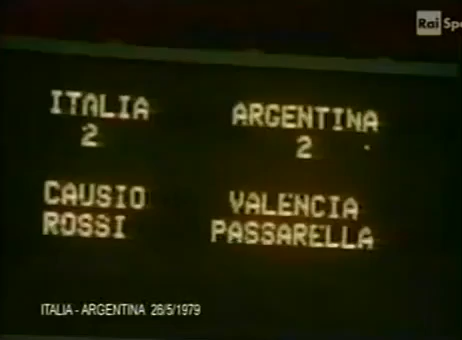 Rai Spo
ITALIA ARGENTINA
2 2
CAUSIO VALENCIA
ROSSI PASSARELLA
ITALIA - ARGENTINA 26/5/1979